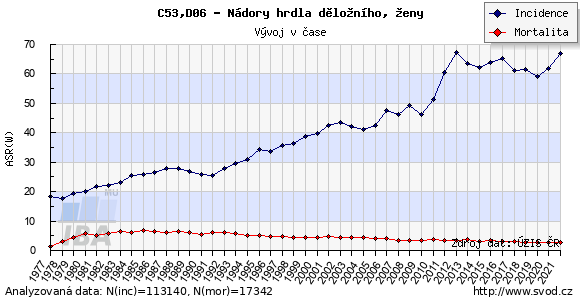 C53,D06 - Nádory hrdla děložního, ženy
Vývoj v čase
Incidence
Mortalita
ASR(W)
70
60
50
40
30
20
10
0
1977 1978 1979 1980 1981 1982 1983 1984 1985 1986 1987 1988 1989 1990 1991 1992 1993 1994 1995 1996 1997 1998 1999 2000 2001 2002 2003 2004 2005 2006 2007 2008 2009 2010 2011 2012 2013 2014 2015 2016 2017 2018 2019 2020 2021
IBA
Zdroj dat: ÚZIS ČR
Analyzovaná data: N(inc)=113140, N(mor)=17342
http://www.svod.cz